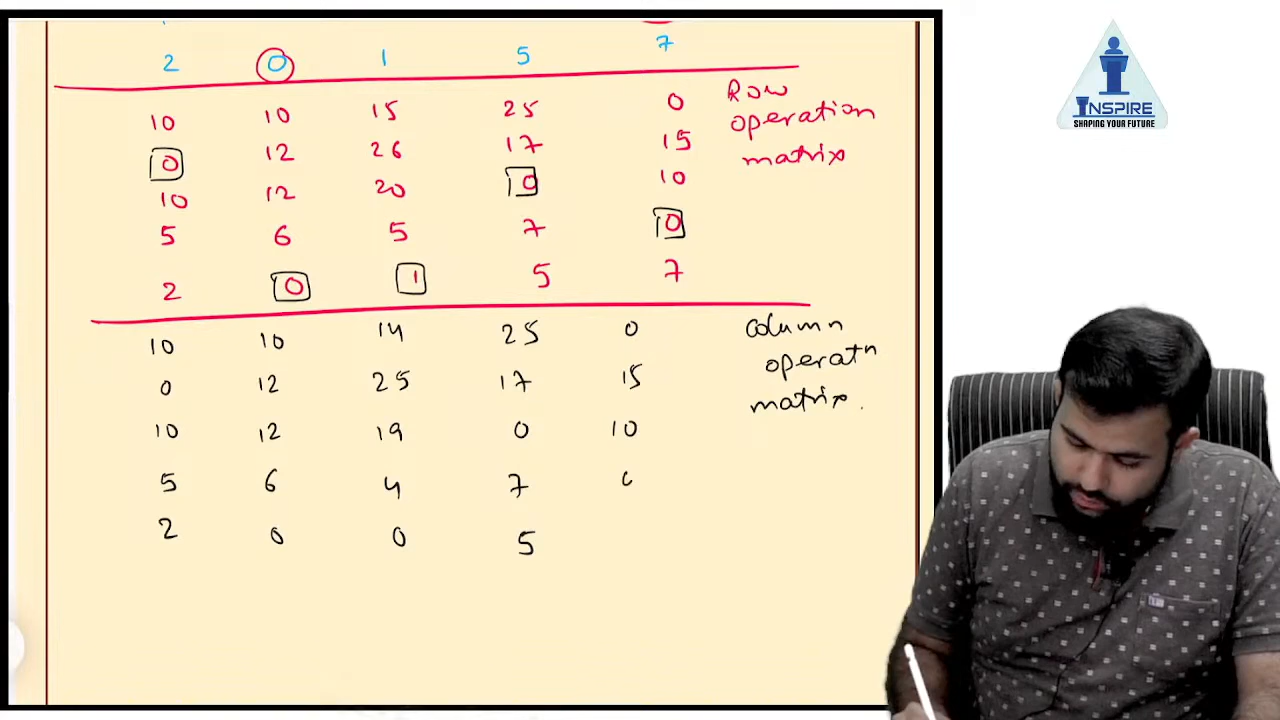 2 0 1 5 7
10 10 15 25 0 Row
operation
0 12 26 17 15
matrix
10 12 20 0 10
5 6 5 7 0
2 0 1 5 7
10 10 14 25 0 column
operatn
0 12 25 17 15
matrix.
10 12 19 0 10
5 6 4 7
2 0 0 5
INSPIRE
SHAPING YOUR FUTURE